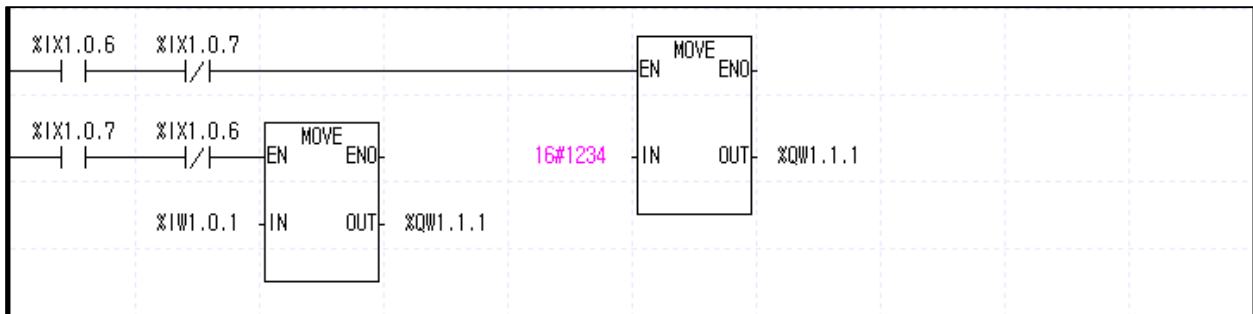 %IX1.0.6 %IX1.0.7
MOVE
EN ENO
%IX1.0.7 %IX1.0.6
MOVE
EN ENO
16#1234 IN OUT %QW1.1.1
%IW1.0.1 IN OUT %QW1.1.1